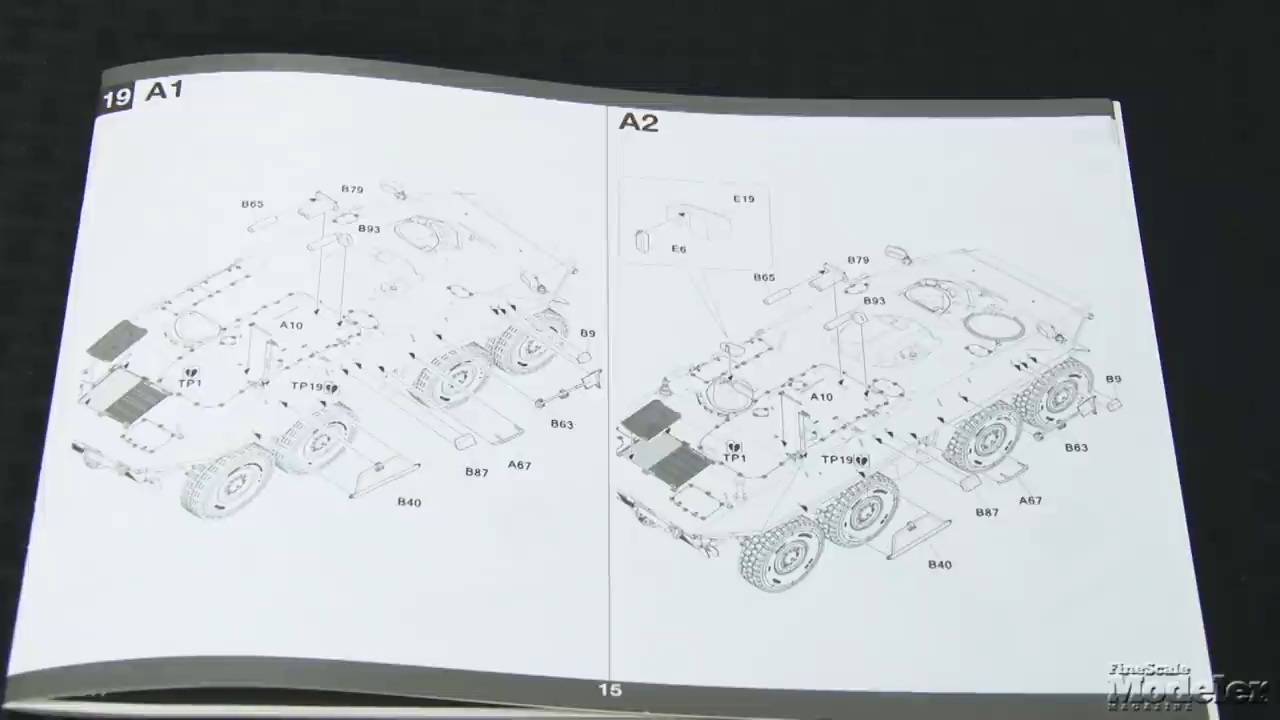 19 A1
B79
B65
B93
A10
B9
TP1
TP19
B63
A67
B87
B40
A2
E19
E6
B79
B65
B93
A10
B9
TP1
TP19
B63
A67
B87
B40
15
FineScale
Modeler
MAGAZINE